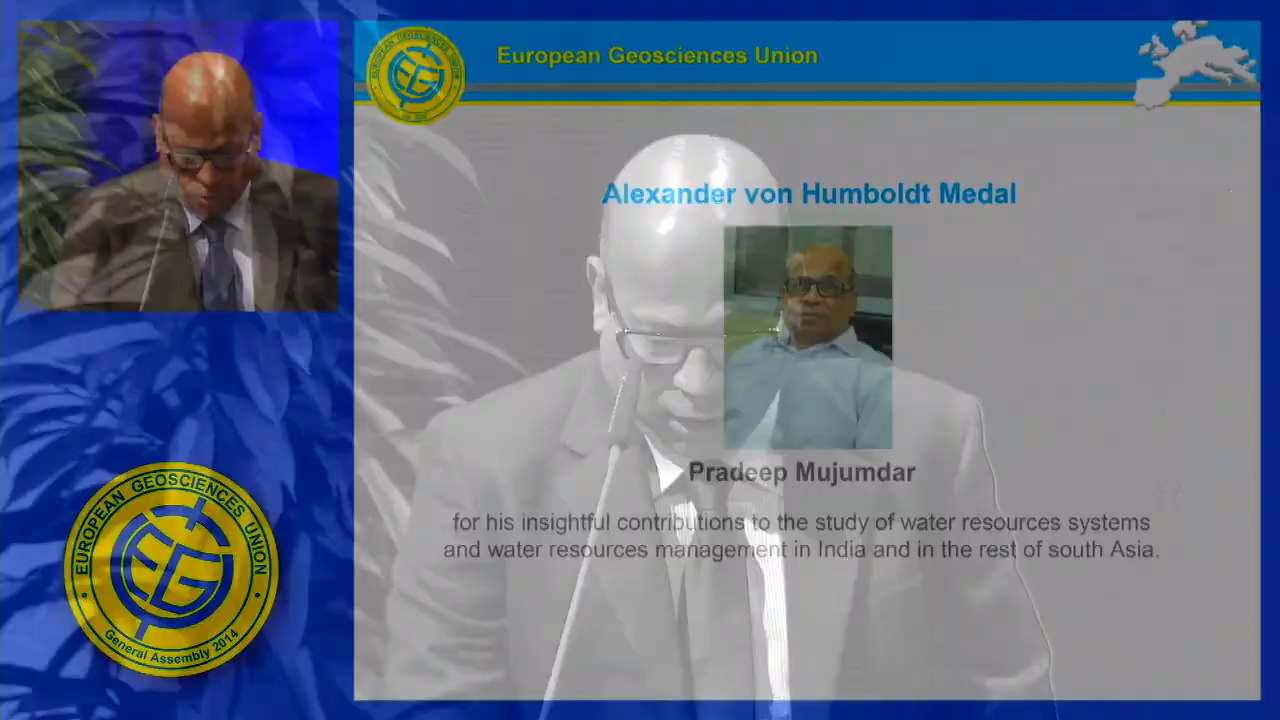 European Geosciences Union
Alexander von Humboldt Medal
Pradeep Mujumdar
for his insightful contributions to the study of water resources systems
and water resources management in India and in the rest of south Asia.
EUROPEAN GEOSCIENCES UNION
EGU
General Assembly 2014